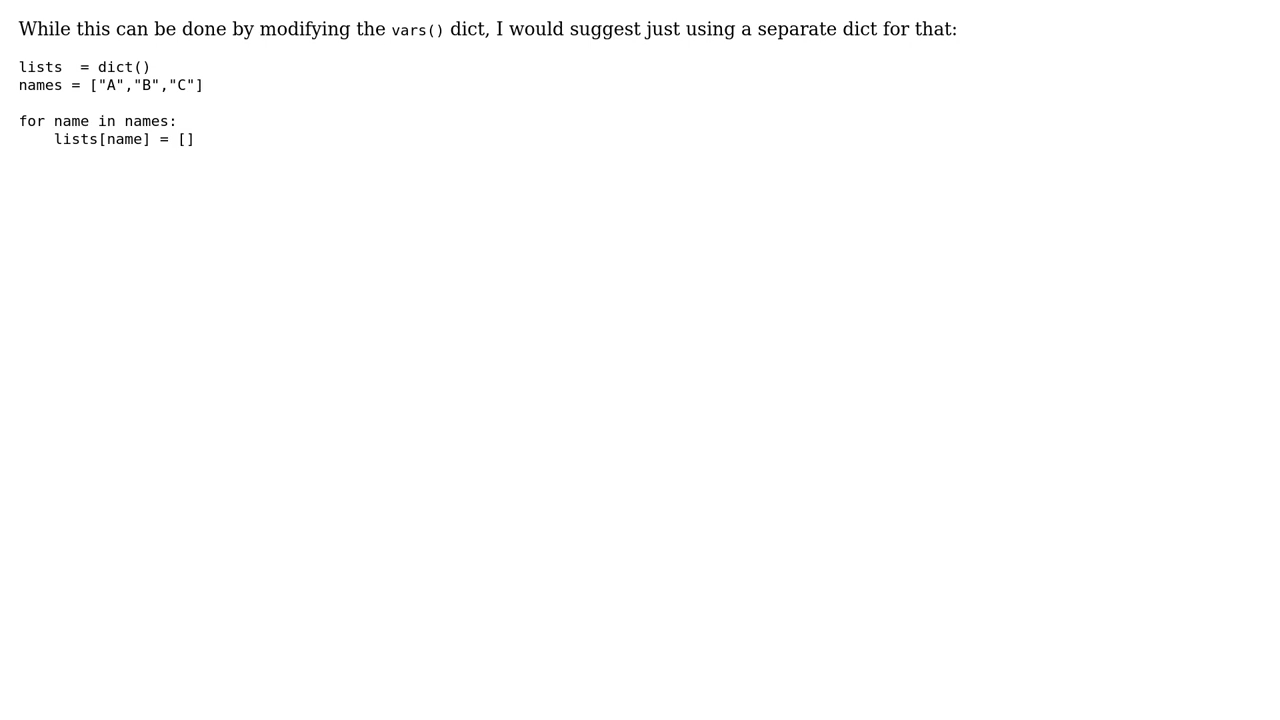 While this can be done by modifying the vars() dict, I would suggest just using a separate dict for that:
lists  = dict()
names = ["A","B","C"]

for name in names:
    lists[name] = []